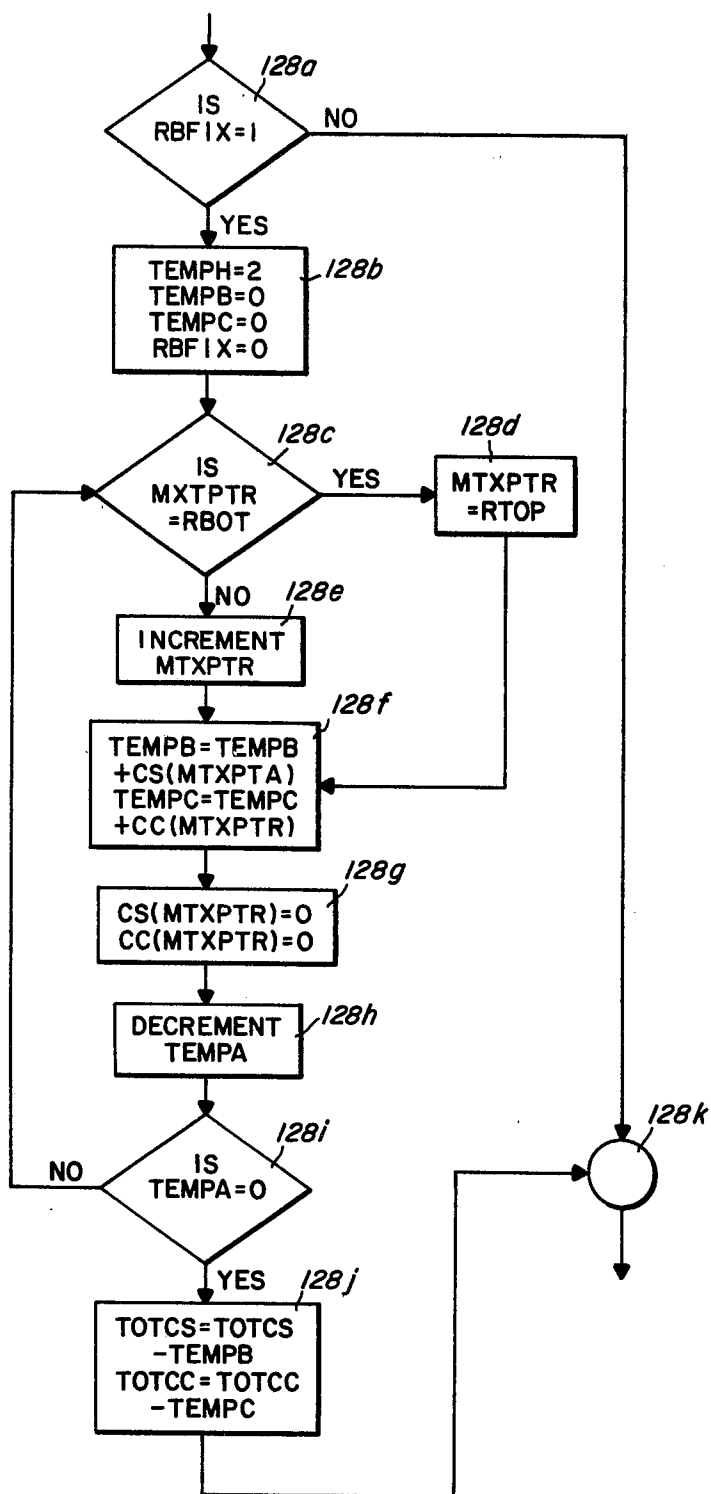 128a
IS
RBFIX=1
NO
YES
TEMPH=2
TEMPB=0
TEMPC=0
RBFIX=0
128b
128c
IS
MXTPTR
=RBOT
YES
128d
MTXPTR
=RTOP
NO
128e
INCREMENT
MTXPTR
128f
TEMPB=TEMPB
+CS(MTXPTA)
TEMPC=TEMPC
+CC(MTXPTR)
128g
CS(MTXPTR)=0
CC(MTXPTR)=0
DECREMENT
TEMPA
128h
128i
IS
TEMPA=0
NO
128k
YES
128j
TOTCS=TOTCS
-TEMPB
TOTCC=TOTCC
-TEMPC